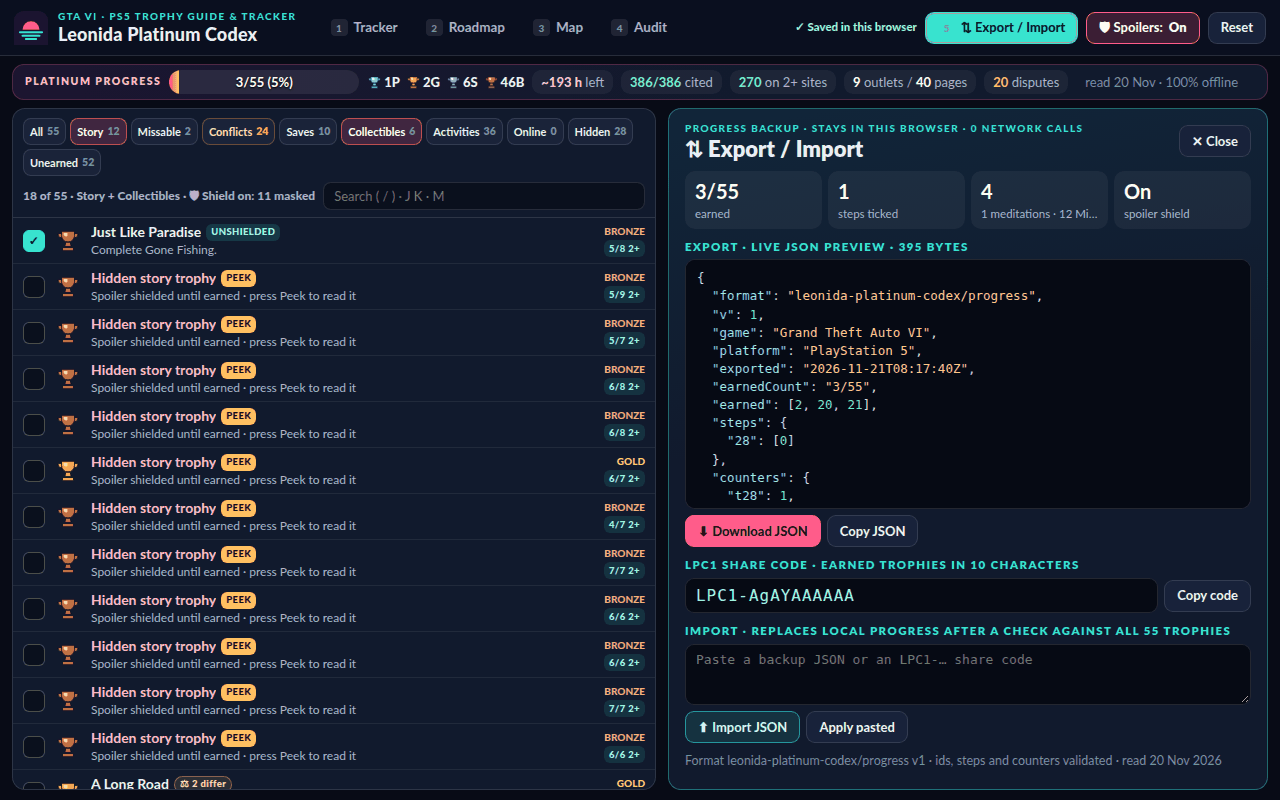 GTA VI · PS5 TROPHY GUIDE & TRACKER
Leonida Platinum Codex
1 Tracker
2 Roadmap
3 Map
4 Audit
✓ Saved in this browser
5 ⇅ Export / Import
Spoilers: On
Reset
PLATINUM PROGRESS
3/55 (5%)
1P 2G 6S 46B
~193 h left
386/386 cited
270 on 2+ sites
9 outlets / 40 pages
20 disputes
read 20 Nov · 100% offline
All 55
Story 12
Missable 2
Conflicts 24
Saves 10
Collectibles 6
Activities 36
Online 0
Hidden 28
Unearned 52
18 of 55 · Story + Collectibles · Shield on: 11 masked
Search ( / ) · J K · M
Just Like Paradise UNSHIELDED BRONZE
Complete Gone Fishing. 5/8 2+
Hidden story trophy PEEK BRONZE
Spoiler shielded until earned · press Peek to read it 5/9 2+
Hidden story trophy PEEK BRONZE
Spoiler shielded until earned · press Peek to read it 5/7 2+
Hidden story trophy PEEK BRONZE
Spoiler shielded until earned · press Peek to read it 6/8 2+
Hidden story trophy PEEK BRONZE
Spoiler shielded until earned · press Peek to read it 6/8 2+
Hidden story trophy PEEK GOLD
Spoiler shielded until earned · press Peek to read it 6/7 2+
Hidden story trophy PEEK BRONZE
Spoiler shielded until earned · press Peek to read it 4/7 2+
Hidden story trophy PEEK BRONZE
Spoiler shielded until earned · press Peek to read it 7/7 2+
Hidden story trophy PEEK BRONZE
Spoiler shielded until earned · press Peek to read it 6/6 2+
Hidden story trophy PEEK BRONZE
Spoiler shielded until earned · press Peek to read it 6/6 2+
Hidden story trophy PEEK BRONZE
Spoiler shielded until earned · press Peek to read it 7/7 2+
Hidden story trophy PEEK BRONZE
Spoiler shielded until earned · press Peek to read it 6/6 2+
A Long Road 2 differ GOLD
PROGRESS BACKUP · STAYS IN THIS BROWSER · 0 NETWORK CALLS
⇅ Export / Import
✕ Close
3/55
earned
1
steps ticked
4
1 meditations · 12 Mi…
On
spoiler shield
EXPORT · LIVE JSON PREVIEW · 395 BYTES
{
"format": "leonida-platinum-codex/progress",
"v": 1,
"game": "Grand Theft Auto VI",
"platform": "PlayStation 5",
"exported": "2026-11-21T08:17:40Z",
"earnedCount": "3/55",
"earned": [2, 20, 21],
"steps": {
"28": [0]
},
"counters": {
"t28": 1,
⬇ Download JSON
Copy JSON
LPC1 SHARE CODE · EARNED TROPHIES IN 10 CHARACTERS
LPC1-AgAYAAAAAA
Copy code
IMPORT · REPLACES LOCAL PROGRESS AFTER A CHECK AGAINST ALL 55 TROPHIES
Paste a backup JSON or an LPC1-… share code
⬆ Import JSON
Apply pasted
Format leonida-platinum-codex/progress v1 · ids, steps and counters validated · read 20 Nov 2026